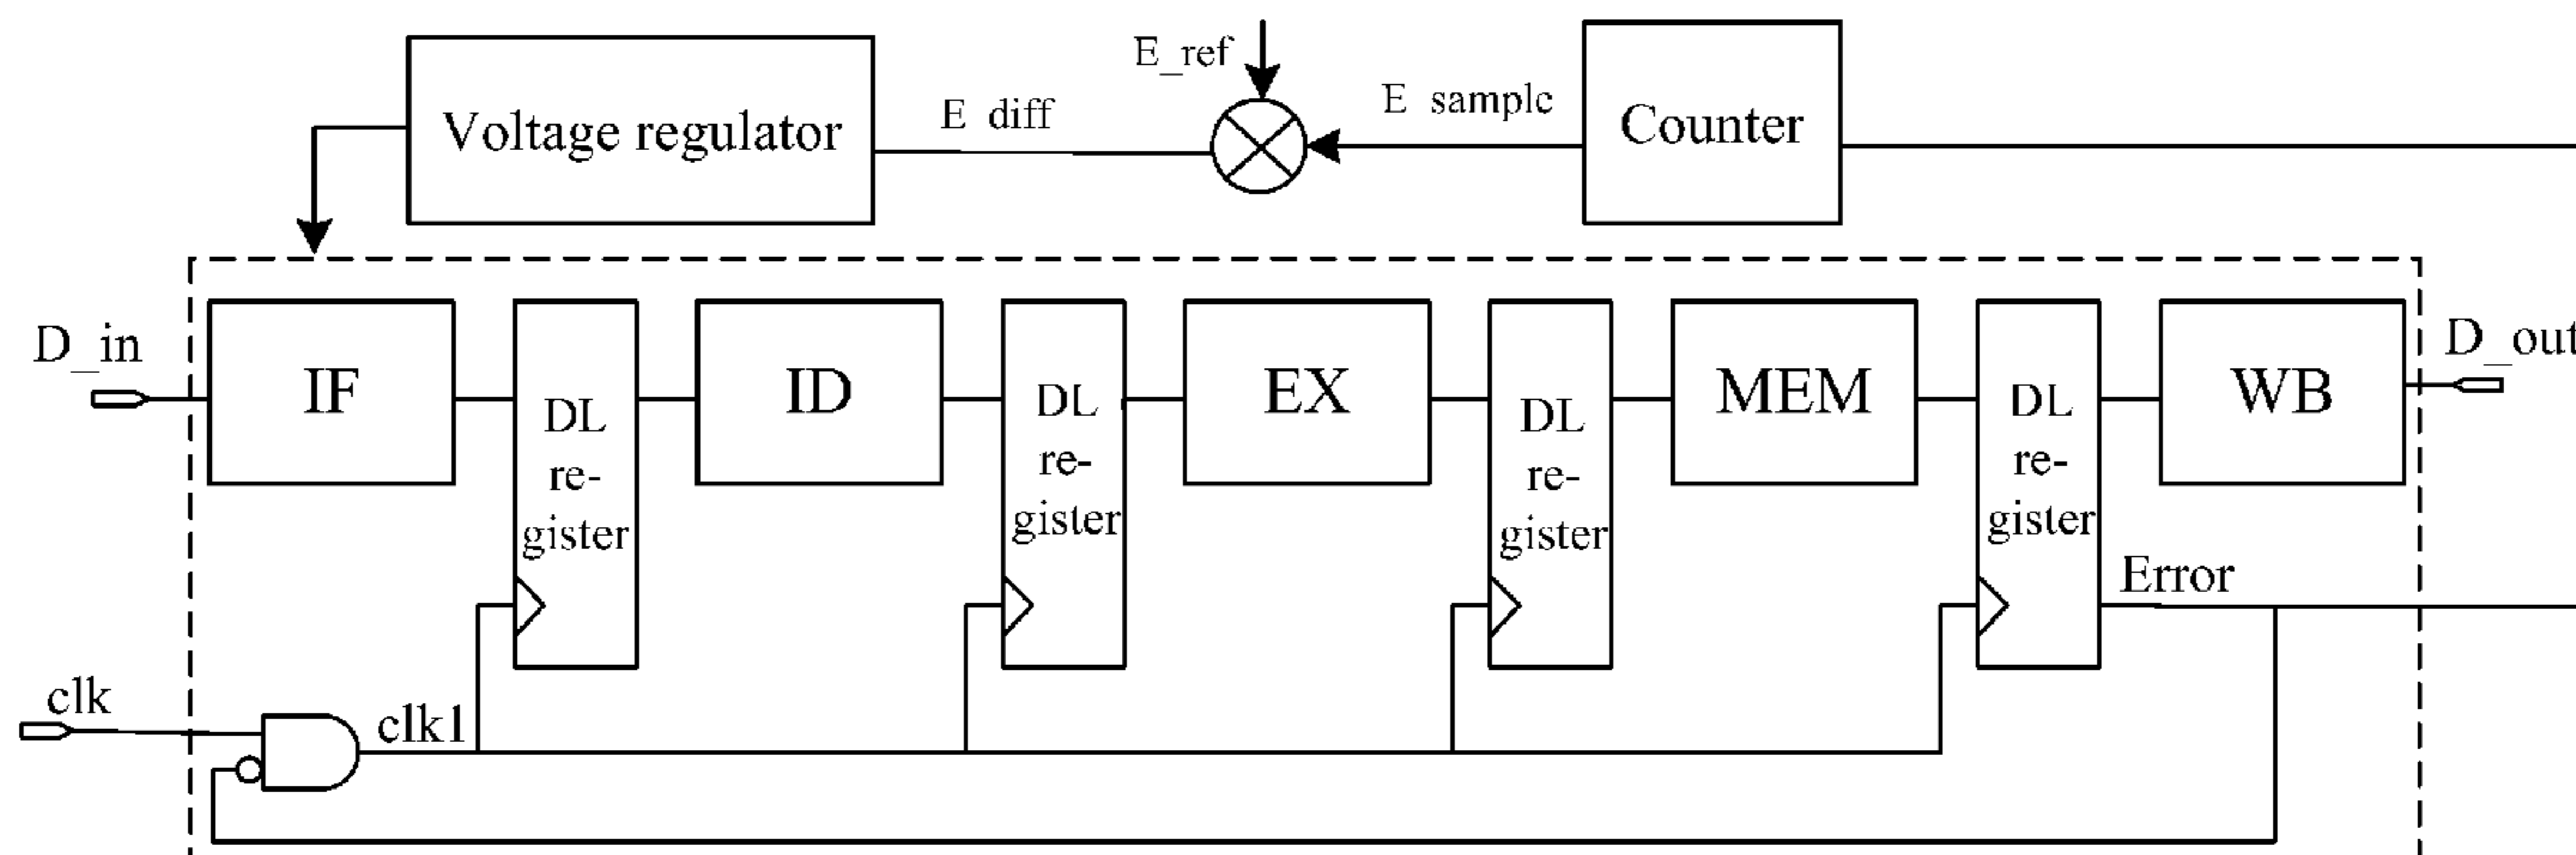 E_ref
Voltage regulator
E diff
E sample
Counter
D_in
IF
DL
re-
gister
ID
DL
re-
gister
EX
DL
re-
gister
MEM
DL
re-
gister
WB
D_out
Error
clk
clk1